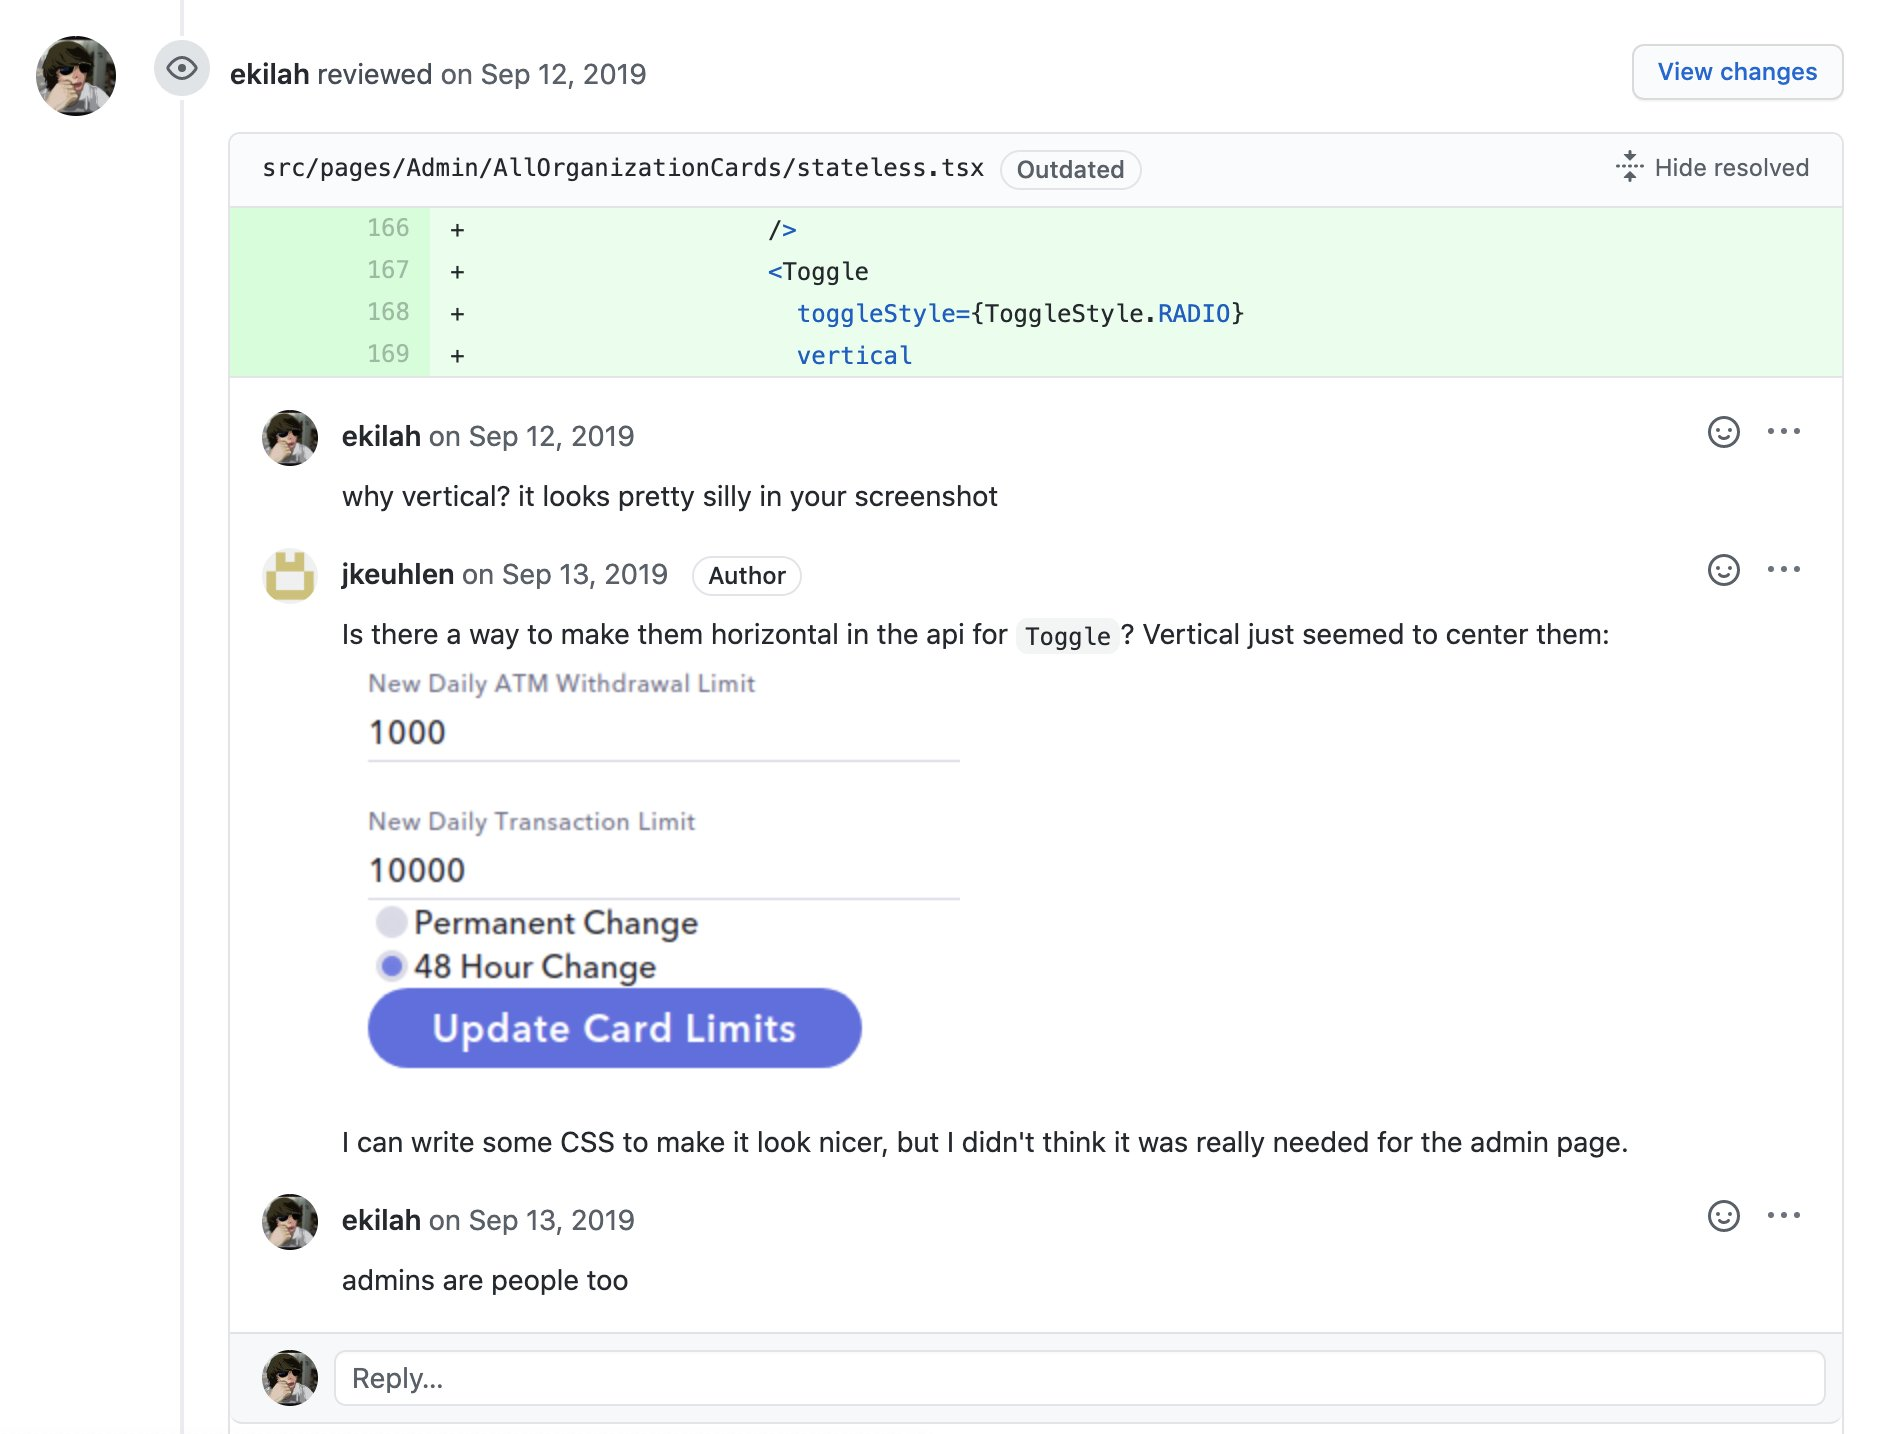 ekilah reviewed on Sep 12, 2019
View changes
src/pages/Admin/AllOrganizationCards/stateless.tsx Outdated
Hide resolved
166 + />
167 + <Toggle
168 + toggleStyle={ToggleStyle.RADIO}
169 + vertical
ekilah on Sep 12, 2019
why vertical? it looks pretty silly in your screenshot
jkeuhlen on Sep 13, 2019 Author
Is there a way to make them horizontal in the api for Toggle? Vertical just seemed to center them:
New Daily ATM Withdrawal Limit
1000
New Daily Transaction Limit
10000
Permanent Change
48 Hour Change
Update Card Limits
I can write some CSS to make it look nicer, but I didn't think it was really needed for the admin page.
ekilah on Sep 13, 2019
admins are people too
Reply...